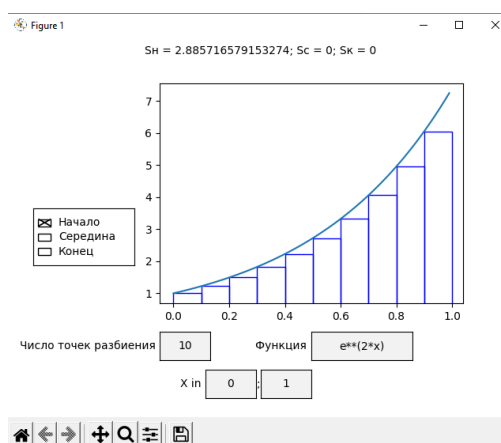 Figure 1
Sн = 2.885716579153274; Sс = 0; Sк = 0
7
6
5
4
3
2
1
0.0 0.2 0.4 0.6 0.8 1.0
Начало
Середина
Конец
Число точек разбиения 10 Функция e**(2*x)
X in 0 ; 1